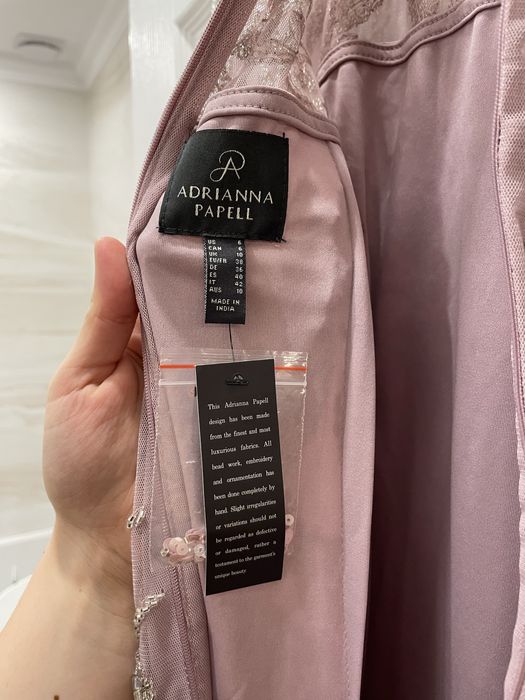 ADRIANNA
PAPELL
US 6
CAN 6
UK 10
EU/FR 38
DE 36
ES 40
IT 42
AUS 10
MADE IN
INDIA
This Adrianna Papell
design has been made
from the finest and most
luxurious fabrics. All
bead work, embroidery
and ornamentation has
been done completely by
hand. Slight irregularities
or variations should not
be regarded as defective
or damaged, rather a
testament to the garment's
unique beauty.